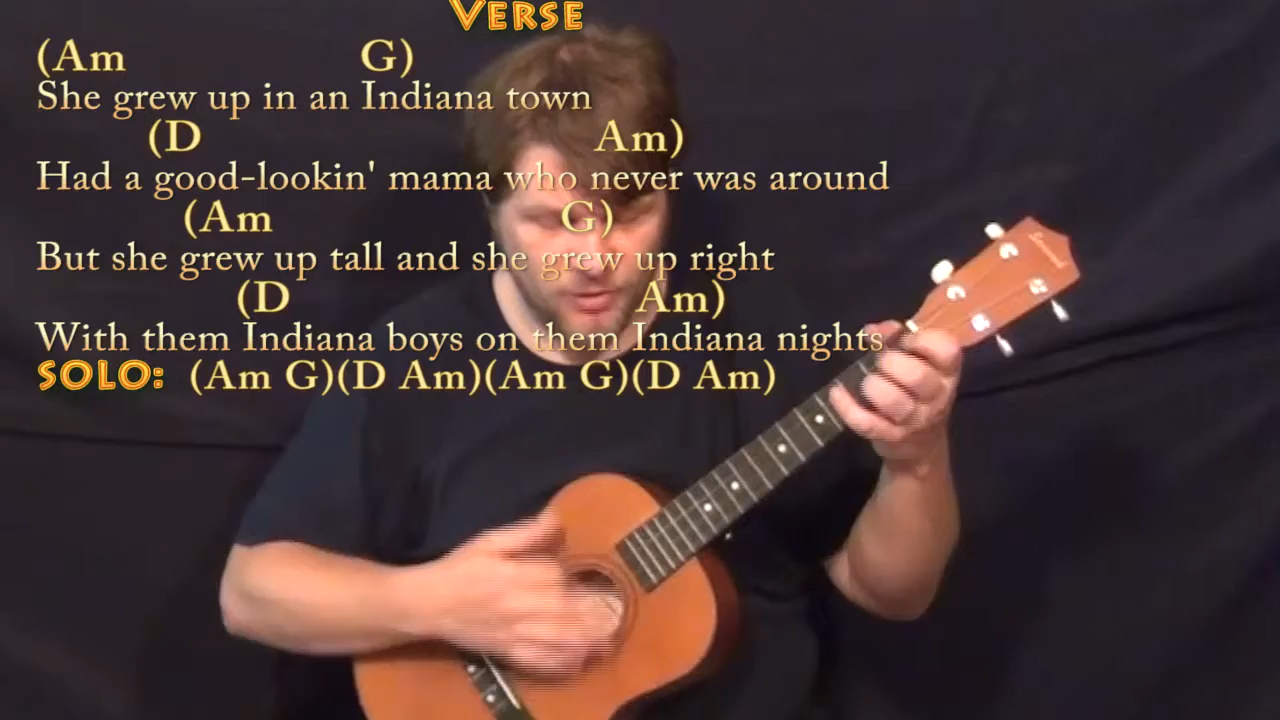 VERSE
(Am G)
She grew up in an Indiana town
(D Am)
Had a good-lookin' mama who never was around
(Am G)
But she grew up tall and she grew up right
(D Am)
With them Indiana boys on them Indiana nights
SOLO: (Am G)(D Am)(Am G)(D Am)